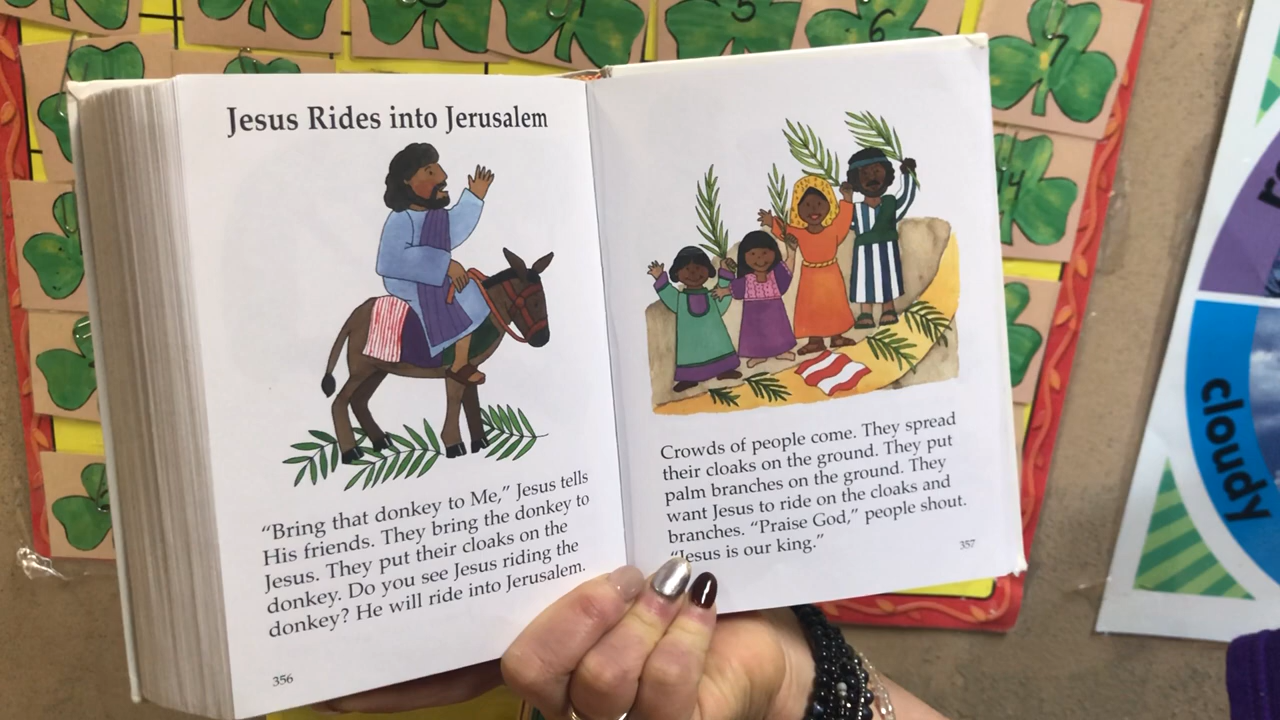 5
6
7
14
Jesus Rides into Jerusalem
“Bring that donkey to Me,” Jesus tells
His friends. They bring the donkey to
Jesus. They put their cloaks on the
donkey. Do you see Jesus riding the
donkey? He will ride into Jerusalem.
356
Crowds of people come. They spread
their cloaks on the ground. They put
palm branches on the ground. They
want Jesus to ride on the cloaks and
branches. “Praise God,” people shout.
“Jesus is our king.”
357
cloudy